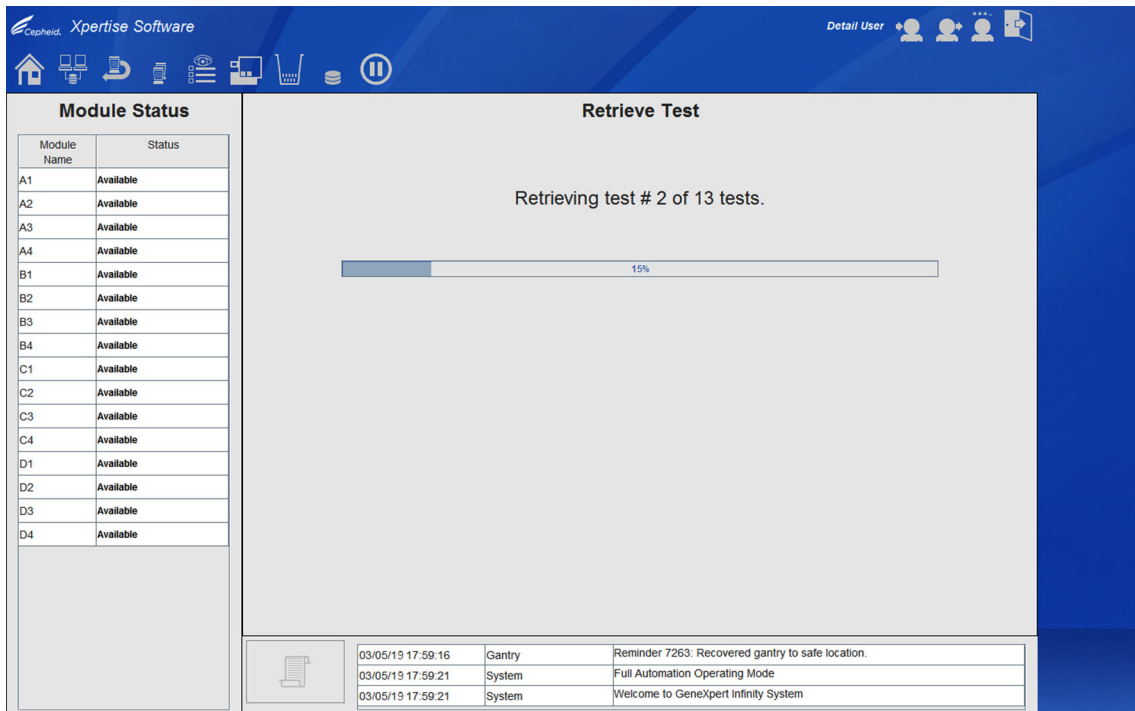 Cepheid. Xpertise Software
Detail User
Module Status
Retrieve Test
Module Name Status
A1 Available
A2 Available
A3 Available
A4 Available
B1 Available
B2 Available
B3 Available
B4 Available
C1 Available
C2 Available
C3 Available
C4 Available
D1 Available
D2 Available
D3 Available
D4 Available
Retrieving test # 2 of 13 tests.
15%
03/05/19 17:59:16 Gantry Reminder 7263: Recovered gantry to safe location.
03/05/19 17:59:21 System Full Automation Operating Mode
03/05/19 17:59:21 System Welcome to GeneXpert Infinity System